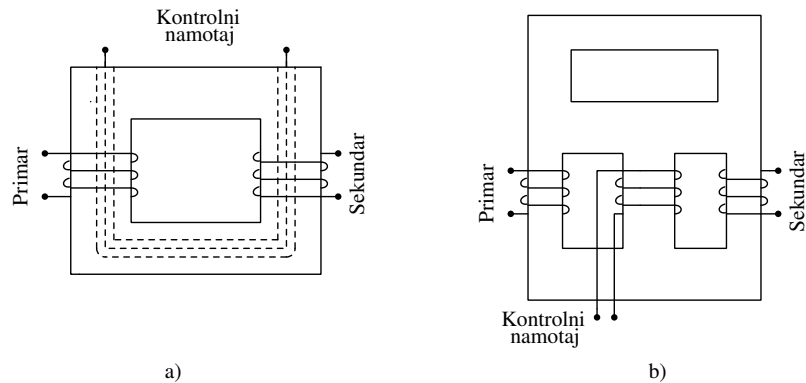 Kontrolni
namotaj
Primar
Sekundar
a)
Primar
Sekundar
Kontrolni
namotaj
b)